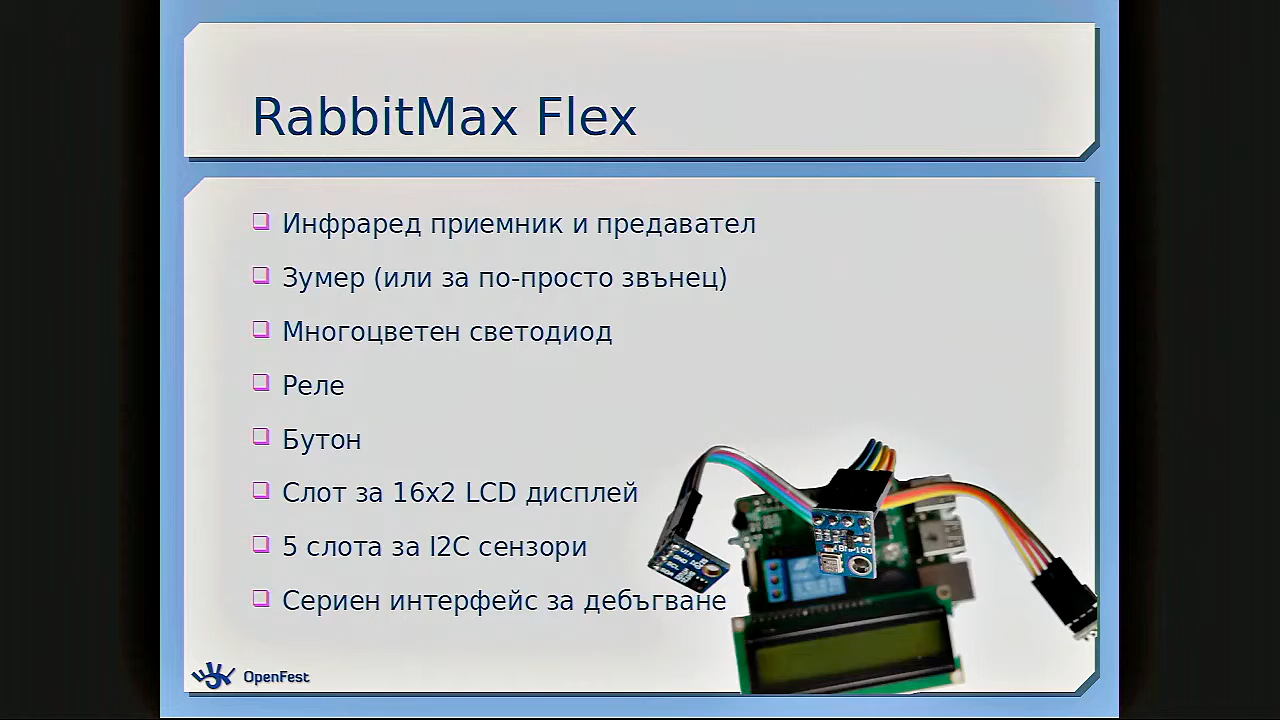 RabbitMax Flex
Инфраред приемник и предавател
Зумер (или за по-просто звънец)
Многоцветен светодиод
Реле
Бутон
Слот за 16x2 LCD дисплей
5 слота за I2C сензори
Сериен интерфейс за дебъгване
OpenFest